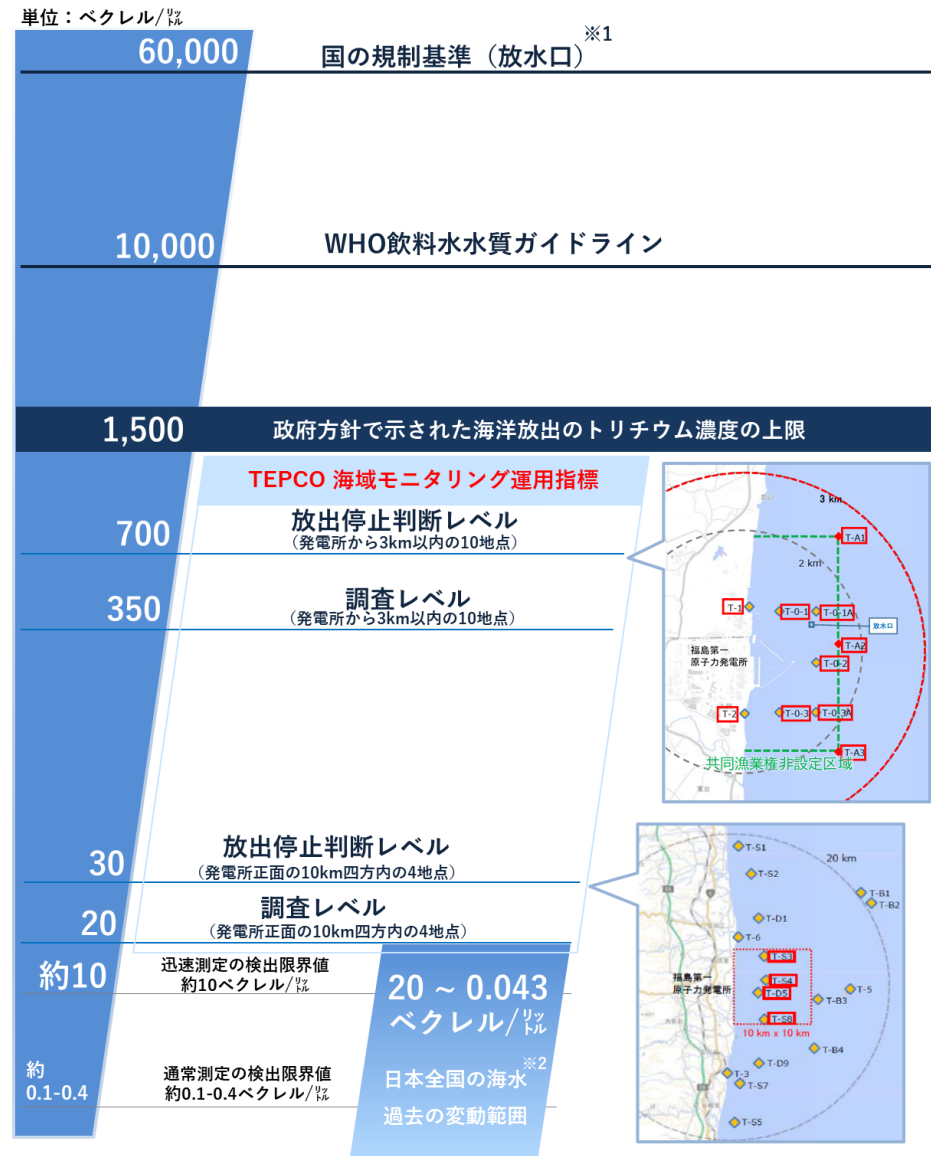 単位：ベクレル/㍑
60,000
国の規制基準（放水口）※1
10,000
WHO飲料水水質ガイドライン
1,500
政府方針で示された海洋放出のトリチウム濃度の上限
TEPCO 海域モニタリング運用指標
700
放出停止判断レベル
（発電所から3km以内の10地点）
350
調査レベル
（発電所から3km以内の10地点）
3 km
T-A1
2 km
T-1
T-0-1
T-0-1A
放水口
福島第一
原子力発電所
T-A2
T-0-2
T-2
T-0-3
T-0-3A
T-A3
共同漁業権非設定区域
30
放出停止判断レベル
（発電所正面の10km四方内の4地点）
20
調査レベル
（発電所正面の10km四方内の4地点）
約10
迅速測定の検出限界値
約10ベクレル/㍑
20 ~ 0.043
ベクレル/㍑
日本全国の海水※2
過去の変動範囲
約
0.1-0.4
通常測定の検出限界値
約0.1-0.4ベクレル/㍑
T-S1
20 km
T-S2
T-B1
T-B2
T-D1
T-6
T-S3
福島第一
原子力発電所
T-S4
T-D5
T-5
T-B3
T-S8
10 km x 10 km
T-B4
T-D9
T-3
T-S7
T-S5